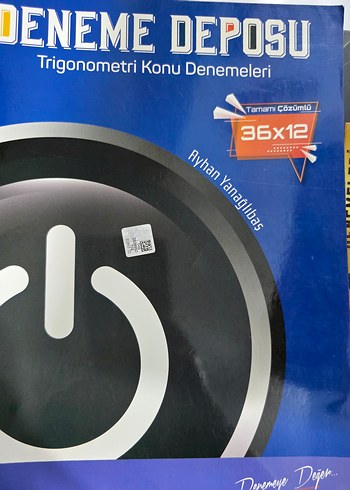 DENEME DEPOSU
Trigonometri Konu Denemeleri
Tamamı Çözümlü
36x12
Ayhan Yanağlıbaş
Denemeye Değer...